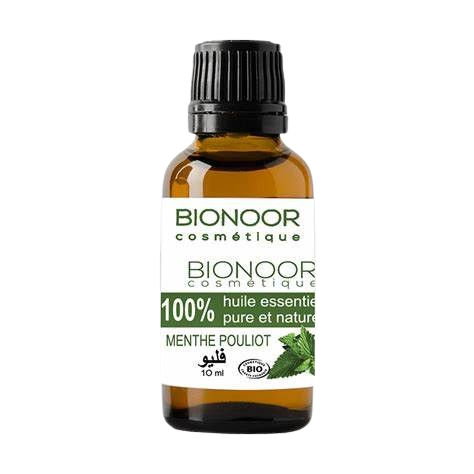 BIONOOR
cosmétique
BIONOOR
cosmétique
100% huile essentie
pure et nature
MENTHE POULIOT
فليو
10 ml
BIO